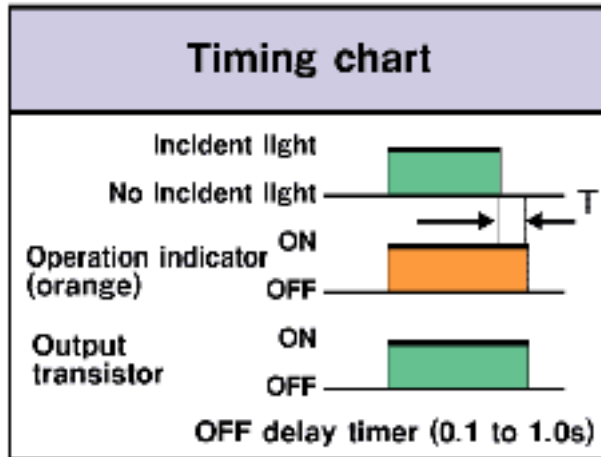 Timing chart
Incident light
No incident light
T
Operation indicator
(orange)
ON
OFF
Output
transistor
ON
OFF
OFF delay timer (0.1 to 1.0s)